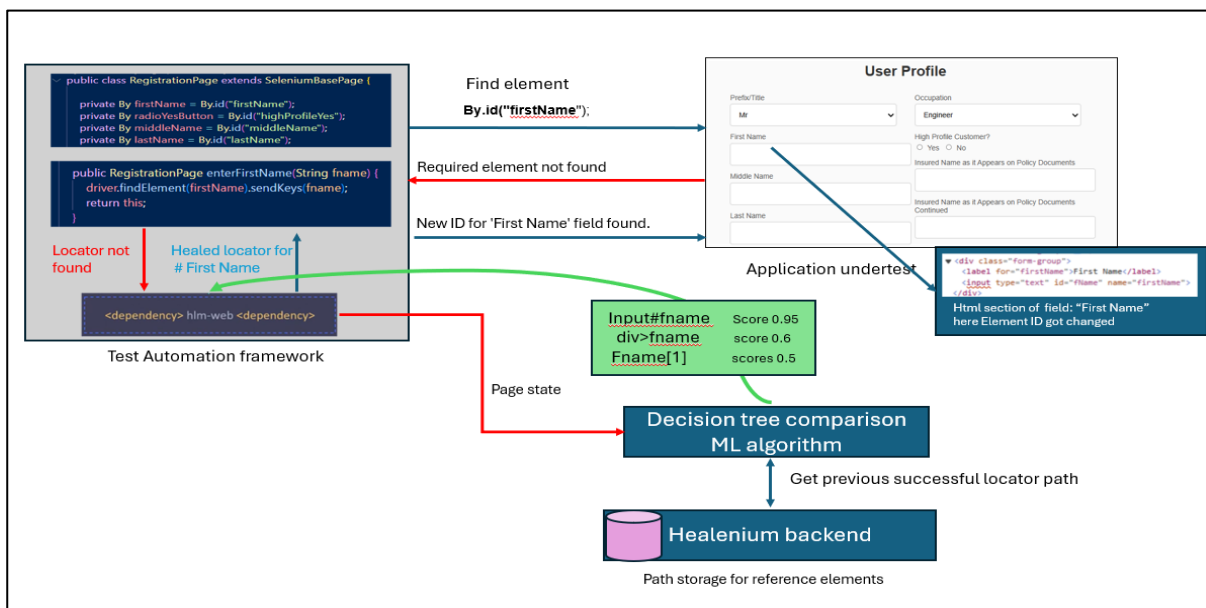 public class RegistrationPage extends SeleniumBasePage {
private By firstName = By.id("firstName");
private By radioYesButton = By.id("highProfileYes");
private By middleName = By.id("middleName");
private By lastName = By.id("lastName");
public RegistrationPage enterFirstName(String fname) {
driver.findElement(firstName).sendKeys(fname);
return this;
}
Locator not
found
Healed locator for
# First Name
<dependency> hlm-web <dependency>
Test Automation framework
Find element
By.id("firstName");
Required element not found
New ID for 'First Name' field found.
User Profile
Prefix/Title
Mr
First Name
Middle Name
Last Name
Occupation
Engineer
High Profile Customer?
Yes No
Insured Name as it Appears on Policy Documents
Insured Name as it Appears on Policy Documents
Continued
Application undertest
<div class="form-group">
<label for="firstName">First Name</label>
<input type="text" id="fName" name="firstName">
</div>
Html section of field: “First Name”
here Element ID got changed
Input#fname Score 0.95
div>fname score 0.6
Fname[1] scores 0.5
Page state
Decision tree comparison
ML algorithm
Get previous successful locator path
Healenium backend
Path storage for reference elements